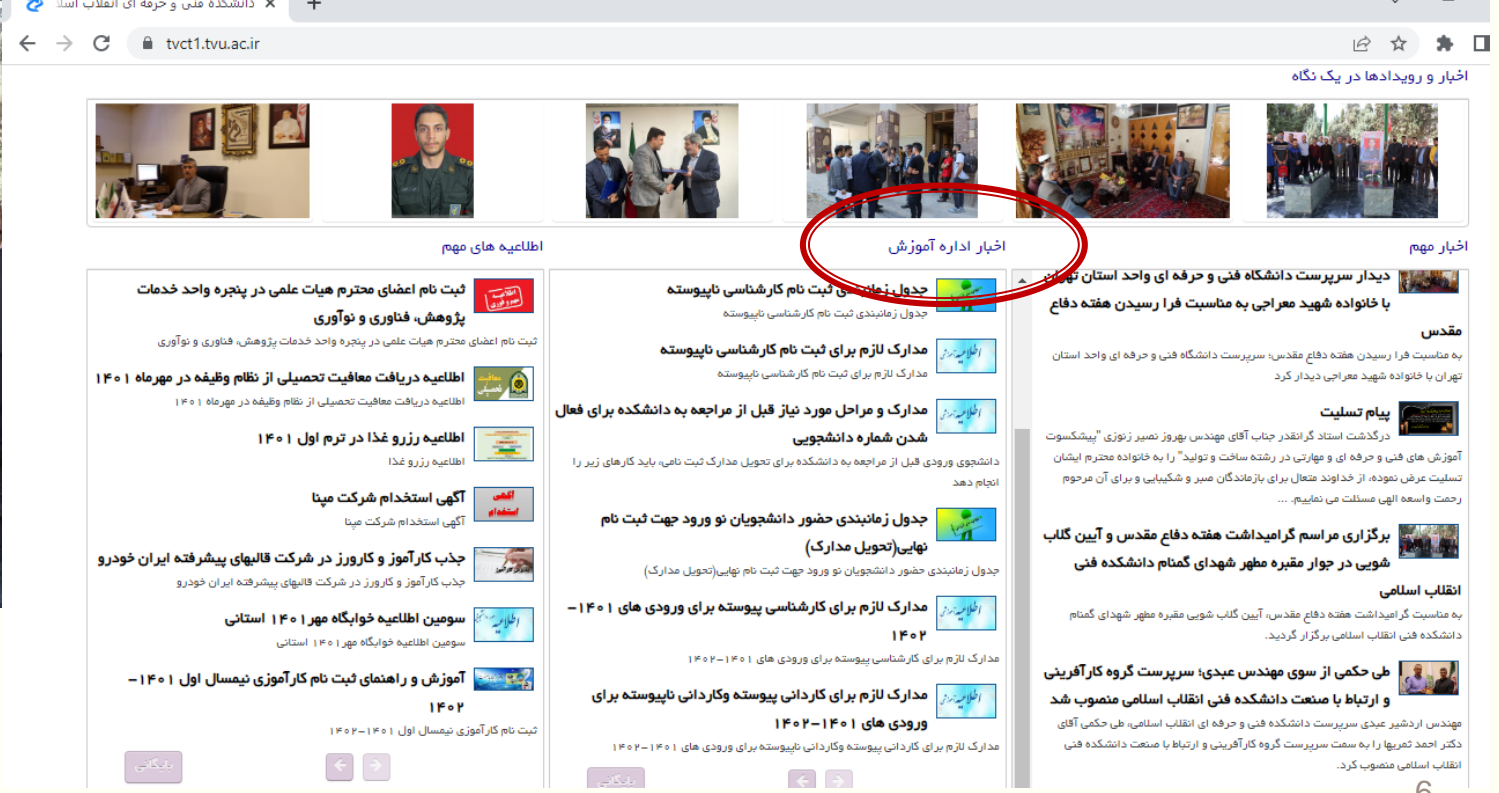 دانشکده فنی و حرفه ای انقلاب اسلا
tvct1.tvu.ac.ir
اخبار و رویدادها در یک نگاه
اخبار مهم
دیدار سرپرست دانشگاه فنی و حرفه ای واحد استان تهران
با خانواده شهید معراجی به مناسبت فرا رسیدن هفته دفاع
مقدس
به مناسبت فرا رسیدن هفته دفاع مقدس؛ سرپرست دانشگاه فنی و حرفه ای واحد استان
تهران با خانواده شهید معراجی دیدار کرد
پیام تسلیت
درگذشت استاد گرانقدر جناب آقای مهندس بهروز نصیر زنوزی "پیشکسوت
آموزش های فنی و حرفه ای و مهارتی در رشته ساخت و تولید" را به خانواده محترم ایشان
تسلیت عرض نموده، از خداوند متعال برای بازماندگان صبر و شکیبایی و برای آن مرحوم
رحمت واسعه الهی مسئلت می نماییم. ...
برگزاری مراسم گرامیداشت هفته دفاع مقدس و آیین گلاب
شویی در جوار مقبره مطهر شهدای گمنام دانشکده فنی
انقلاب اسلامی
به مناسبت گرامیداشت هفته دفاع مقدس، آیین گلاب شویی مقبره مطهر شهدای گمنام
دانشکده فنی انقلاب اسلامی برگزار گردید.
طی حکمی از سوی مهندس عبدی؛ سرپرست گروه کارآفرینی
و ارتباط با صنعت دانشکده فنی انقلاب اسلامی منصوب شد
مهندس اردشیر عبدی سرپرست دانشکده فنی و حرفه ای انقلاب اسلامی، طی حکمی آقای
دکتر احمد ثمریها را به سمت سرپرست گروه کارآفرینی و ارتباط با صنعت دانشکده فنی
انقلاب اسلامی منصوب کرد.
اخبار اداره آموزش
جدول زمانبندی ثبت نام کارشناسی ناپیوسته
جدول زمانبندی ثبت نام کارشناسی ناپیوسته
مدارک لازم برای ثبت نام کارشناسی ناپیوسته
مدارک لازم برای ثبت نام کارشناسی ناپیوسته
مدارک و مراحل مورد نیاز قبل از مراجعه به دانشکده برای فعال
شدن شماره دانشجویی
دانشجوی ورودی قبل از مراجعه به دانشکده برای تحویل مدارک ثبت نامی، باید کارهای زیر را
انجام دهد
جدول زمانبندی حضور دانشجویان نو ورود جهت ثبت نام
نهایی(تحویل مدارک)
جدول زمانبندی حضور دانشجویان نو ورود جهت ثبت نام نهایی(تحویل مدارک)
مدارک لازم برای کارشناسی پیوسته برای ورودی های ۱۴۰۱-
۱۴۰۲
مدارک لازم برای کارشناسی پیوسته برای ورودی های ۱۴۰۱-۱۴۰۲
مدارک لازم برای کاردانی پیوسته وکاردانی ناپیوسته برای
ورودی های ۱۴۰۱-۱۴۰۲
مدارک لازم برای کاردانی پیوسته وکاردانی ناپیوسته برای ورودی های ۱۴۰۱-۱۴۰۲
بایگانی
اطلاعیه های مهم
ثبت نام اعضای محترم هیات علمی در پنجره واحد خدمات
پژوهش، فناوری و نوآوری
ثبت نام اعضای محترم هیات علمی در پنجره واحد خدمات پژوهش، فناوری و نوآوری
اطلاعیه دریافت معافیت تحصیلی از نظام وظیفه در مهرماه ۱۴۰۱
اطلاعیه دریافت معافیت تحصیلی از نظام وظیفه در مهرماه ۱۴۰۱
اطلاعیه رزرو غذا در ترم اول ۱۴۰۱
اطلاعیه رزرو غذا
آگهی استخدام
آگهی استخدام شرکت مپنا
آگهی استخدام شرکت مپنا
جذب کارآموز و کارورز در شرکت قالبهای پیشرفته ایران خودرو
جذب کارآموز و کارورز در شرکت قالبهای پیشرفته ایران خودرو
سومین اطلاعیه خوابگاه مهر۱۴۰۱ استانی
سومین اطلاعیه خوابگاه مهر۱۴۰۱ استانی
آموزش و راهنمای ثبت نام کارآموزی نیمسال اول ۱۴۰۱-
۱۴۰۲
ثبت نام کارآموزی نیمسال اول ۱۴۰۱-۱۴۰۲
بایگانی
6